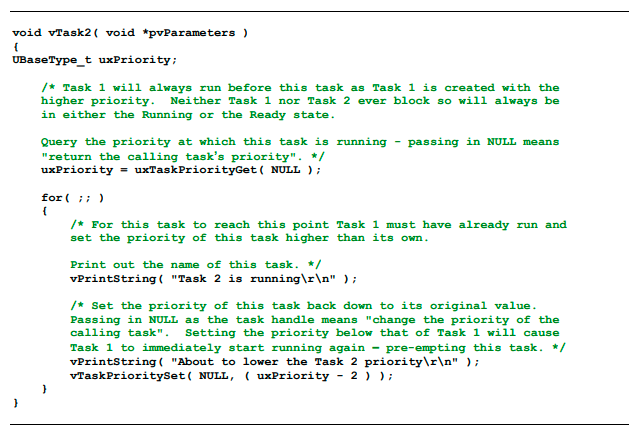 void vTask2( void *pvParameters )
{
UBaseType_t uxPriority;
/* Task 1 will always run before this task as Task 1 is created with the
higher priority.  Neither Task 1 nor Task 2 ever block so will always be
in either the Running or the Ready state.
Query the priority at which this task is running - passing in NULL means
"return the calling task’s priority". */
uxPriority = uxTaskPriorityGet( NULL );
for( ;; )
{
/* For this task to reach this point Task 1 must have already run and
set the priority of this task higher than its own.
Print out the name of this task. */
vPrintString( "Task 2 is running\r\n" );
/* Set the priority of this task back down to its original value.
Passing in NULL as the task handle means "change the priority of the
calling task".  Setting the priority below that of Task 1 will cause
Task 1 to immediately start running again – pre-empting this task. */
vPrintString( "About to lower the Task 2 priority\r\n" );
vTaskPrioritySet( NULL, ( uxPriority - 2 ) );
}
}